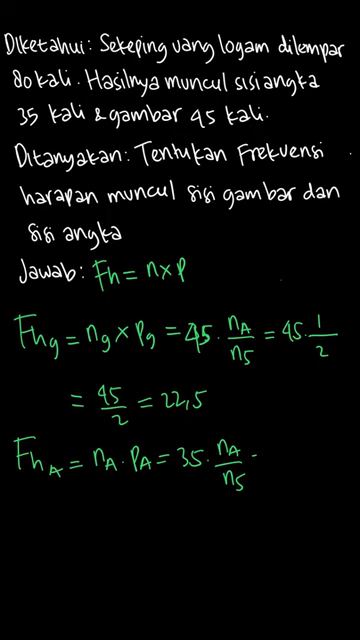 Diketahui: Sekeping uang logam dilempar
80 kali. Hasilnya muncul sisi angka
35 kali & gambar 45 kali.
Ditanyakan: Tentukan Frekuensi
harapan muncul sisi gambar dan
sisi angka
Jawab: Fh = n x p
Fhg = ng x Pg = 45 . nA/nS = 45 . 1/2
= 45/2 = 22,5
FhA = nA . PA = 35 . nA/nS =